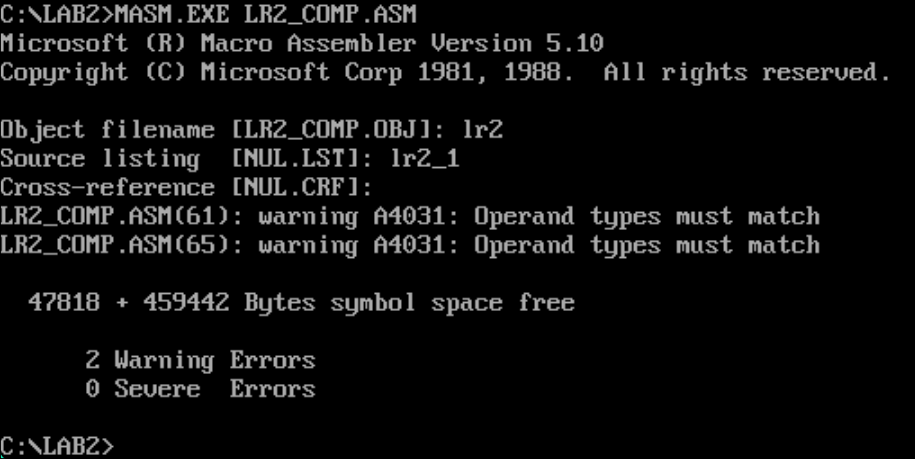 C:\LAB2>MASM.EXE LR2_COMP.ASM
Microsoft (R) Macro Assembler Version 5.10
Copyright (C) Microsoft Corp 1981, 1988.  All rights reserved.
Object filename [LR2_COMP.OBJ]: lr2
Source listing  [NUL.LST]: lr2_1
Cross-reference [NUL.CRF]:
LR2_COMP.ASM(61): warning A4031: Operand types must match
LR2_COMP.ASM(65): warning A4031: Operand types must match
47818 + 459442 Bytes symbol space free
2 Warning Errors
0 Severe  Errors
C:\LAB2>